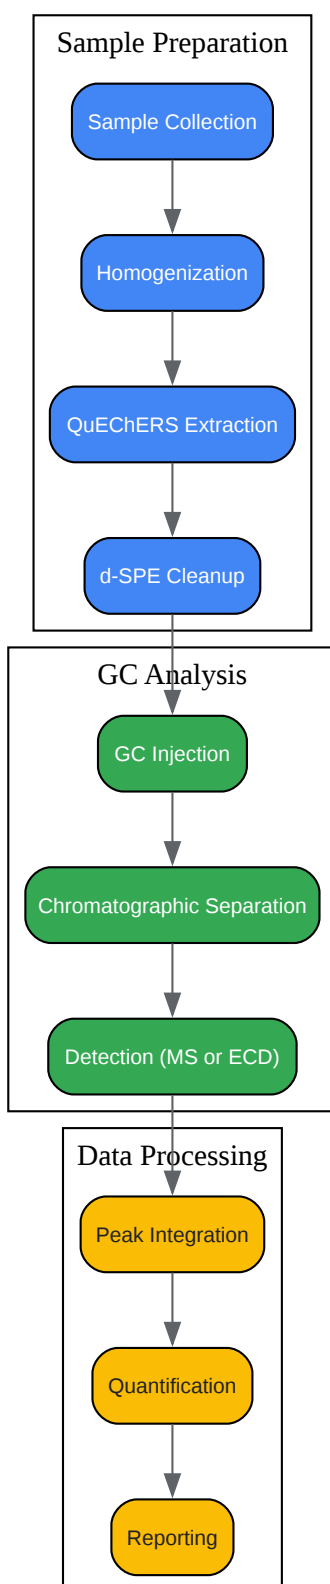 Sample Preparation
Sample Collection
Homogenization
QuEChERS Extraction
d-SPE Cleanup
GC Analysis
GC Injection
Chromatographic Separation
Detection (MS or ECD)
Data Processing
Peak Integration
Quantification
Reporting